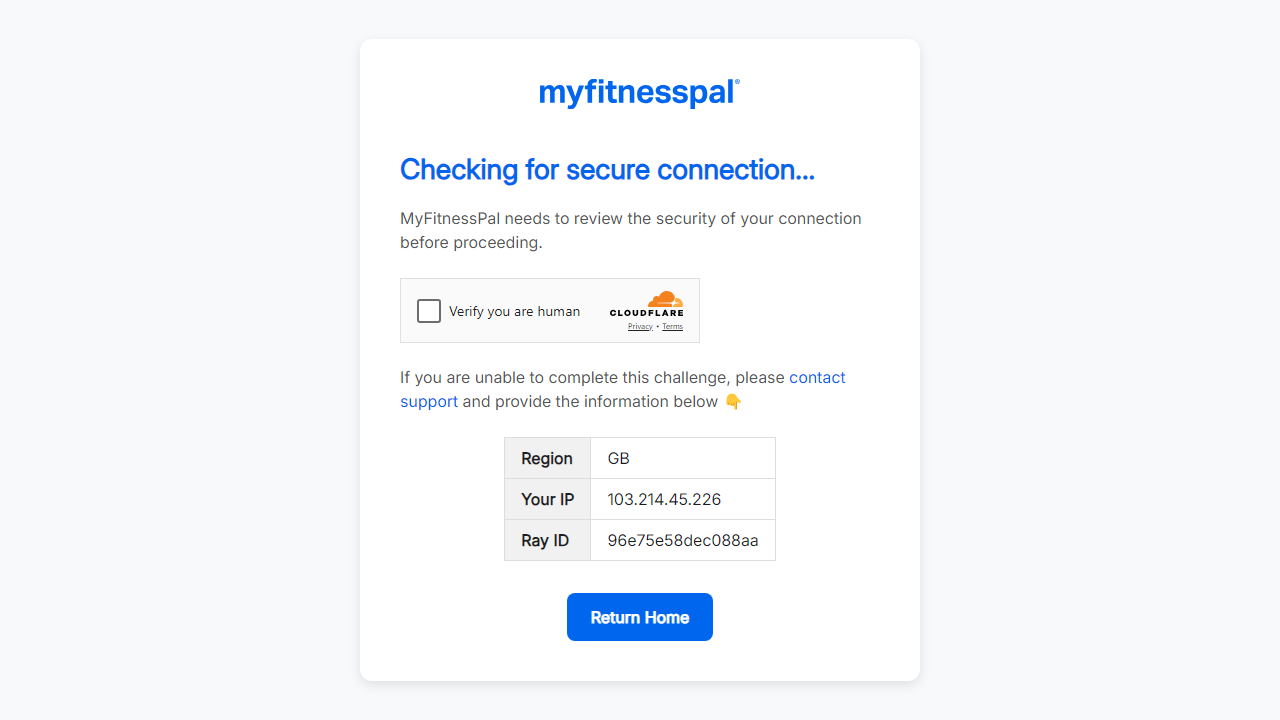 myfitnesspal®
Checking for secure connection...
MyFitnessPal needs to review the security of your connection
before proceeding.
Verify you are human
CLOUDFLARE
Privacy • Terms
If you are unable to complete this challenge, please contact
support and provide the information below 👇
Region GB
Your IP 103.214.45.226
Ray ID 96e75e58dec088aa
Return Home